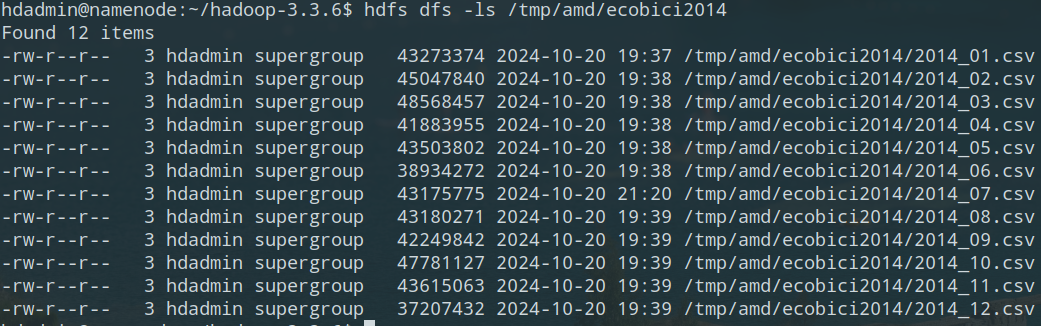 hdadmin@namenode:~/hadoop-3.3.6$ hdfs dfs -ls /tmp/amd/ecobici2014
Found 12 items
-rw-r--r--   3 hdadmin supergroup   43273374 2024-10-20 19:37 /tmp/amd/ecobici2014/2014_01.csv
-rw-r--r--   3 hdadmin supergroup   45047840 2024-10-20 19:38 /tmp/amd/ecobici2014/2014_02.csv
-rw-r--r--   3 hdadmin supergroup   48568457 2024-10-20 19:38 /tmp/amd/ecobici2014/2014_03.csv
-rw-r--r--   3 hdadmin supergroup   41883955 2024-10-20 19:38 /tmp/amd/ecobici2014/2014_04.csv
-rw-r--r--   3 hdadmin supergroup   43503802 2024-10-20 19:38 /tmp/amd/ecobici2014/2014_05.csv
-rw-r--r--   3 hdadmin supergroup   38934272 2024-10-20 19:38 /tmp/amd/ecobici2014/2014_06.csv
-rw-r--r--   3 hdadmin supergroup   43175775 2024-10-20 21:20 /tmp/amd/ecobici2014/2014_07.csv
-rw-r--r--   3 hdadmin supergroup   43180271 2024-10-20 19:39 /tmp/amd/ecobici2014/2014_08.csv
-rw-r--r--   3 hdadmin supergroup   42249842 2024-10-20 19:39 /tmp/amd/ecobici2014/2014_09.csv
-rw-r--r--   3 hdadmin supergroup   47781127 2024-10-20 19:39 /tmp/amd/ecobici2014/2014_10.csv
-rw-r--r--   3 hdadmin supergroup   43615063 2024-10-20 19:39 /tmp/amd/ecobici2014/2014_11.csv
-rw-r--r--   3 hdadmin supergroup   37207432 2024-10-20 19:39 /tmp/amd/ecobici2014/2014_12.csv